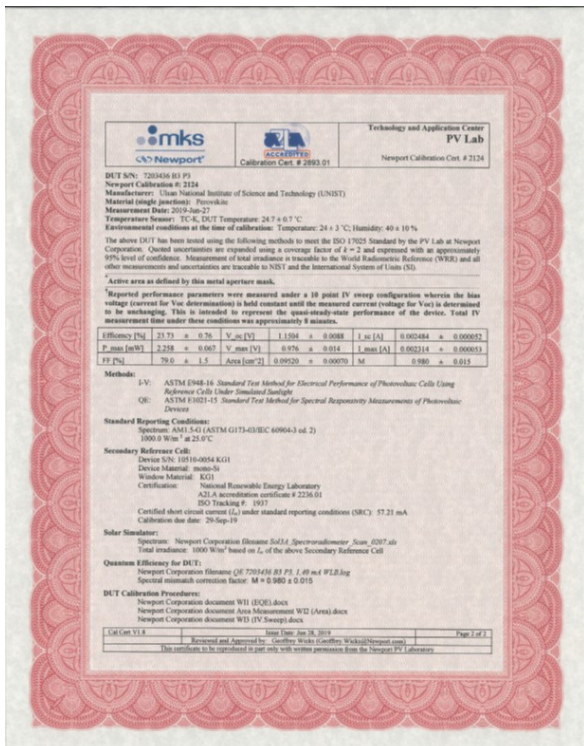 mks
Newport®
ACCREDITED
Calibration Cert. # 2893.01
Technology and Application Center
PV Lab
Newport Calibration Cert. # 2124
DUT S/N: 7203436 B3 P3
Newport Calibration #: 2124
Manufacturer: Ulsan National Institute of Science and Technology (UNIST)
Material (single junction): Perovskite
Measurement Date: 2019-Jun-27
Temperature Sensor: TC-K, DUT Temperature: 24.7 ± 0.7 °C
Environmental conditions at the time of calibration: Temperature: 24 ± 3 °C; Humidity: 40 ± 10 %
The above DUT has been tested using the following methods to meet the ISO 17025 Standard by the PV Lab at Newport
Corporation. Quoted uncertainties are expanded using a coverage factor of k = 2 and expressed with an approximately
95% level of confidence. Measurement of total irradiance is traceable to the World Radiometric Reference (WRR) and all
other measurements and uncertainties are traceable to NIST and the International System of Units (SI).
Active area as defined by thin metal aperture mask.
Reported performance parameters were measured under a 10 point IV sweep configuration wherein the bias
voltage (current for Voc determination) is held constant until the measured current (voltage for Voc) is determined
to be unchanging. This is intended to represent the quasi-steady-state performance of the device. Total IV
measurement time under these conditions was approximately 8 minutes.
Efficiency [%] 23.73 ± 0.76 V_oc [V] 1.1504 ± 0.0088 I_sc [A] 0.002484 ± 0.000052
P_max [mW] 2.258 ± 0.067 V_max [V] 0.976 ± 0.014 I_max [A] 0.002314 ± 0.000053
FF [%] 79.0 ± 1.5 Area [cm^2] 0.09520 ± 0.00070 M 0.980 ± 0.015
Methods:
I-V: ASTM E948-16 Standard Test Method for Electrical Performance of Photovoltaic Cells Using
Reference Cells Under Simulated Sunlight
QE: ASTM E1021-15 Standard Test Method for Spectral Responsivity Measurements of Photovoltaic
Devices
Standard Reporting Conditions:
Spectrum: AM1.5-G (ASTM G173-03/IEC 60904-3 ed. 2)
1000.0 W/m² at 25.0°C
Secondary Reference Cell:
Device S/N: 10510-0054 KG1
Device Material: mono-Si
Window Material: KG1
Certification: National Renewable Energy Laboratory
A2LA accreditation certificate # 2236.01
ISO Tracking #: 1937
Certified short circuit current (Isc) under standard reporting conditions (SRC): 57.21 mA
Calibration due date: 29-Sep-19
Solar Simulator:
Spectrum: Newport Corporation filename Sol3A_Spectroradiometer_Scan_0207.xls
Total irradiance: 1000 W/m² based on Isc of the above Secondary Reference Cell
Quantum Efficiency for DUT:
Newport Corporation filename QE 7203436 B3 P3, 1.40 mA WLB.log
Spectral mismatch correction factor: M = 0.980 ± 0.015
DUT Calibration Procedures:
Newport Corporation document WI1 (EQE).docx
Newport Corporation document Area Measurement WI2 (Area).docx
Newport Corporation document WI3 (IV.Sweep).docx
Cal Cert V1.8 Issue Date: Jun 28, 2019 Page 2 of 2
Reviewed and Approved by: Geoffrey Wicks (Geoffrey.Wicks@Newport.com)
This certificate to be reproduced in part only with written permission from the Newport PV Laboratory